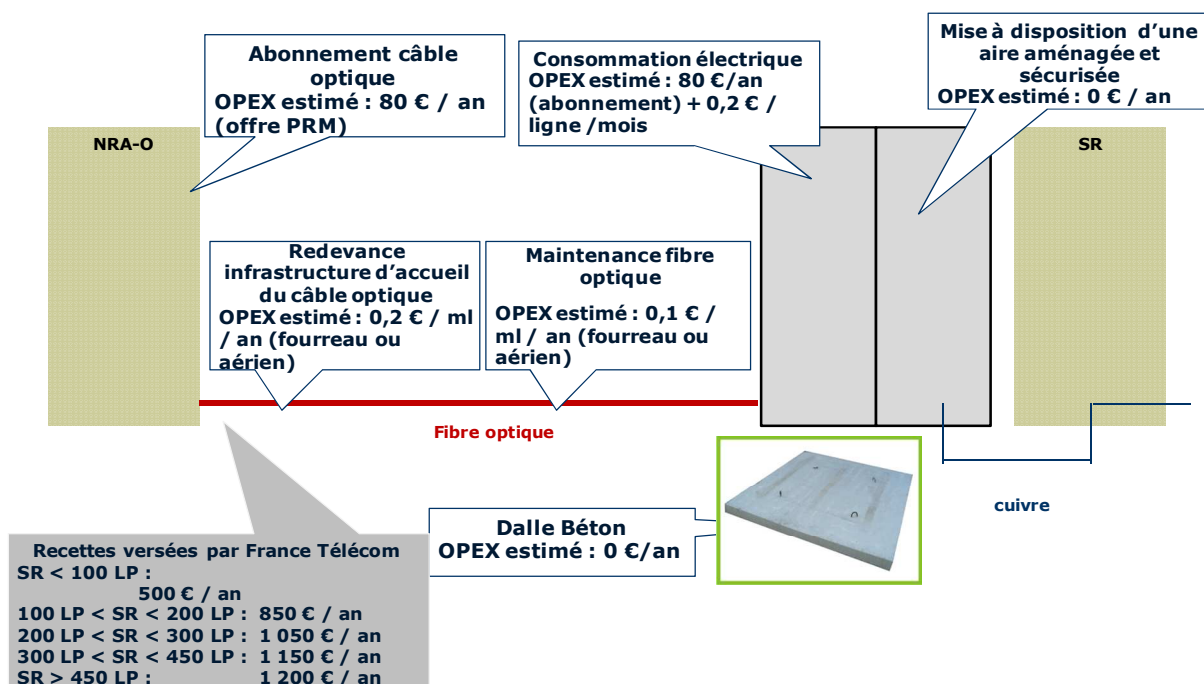 Abonnement câble
optique
OPEX estimé : 80 € / an
(offre PRM)
Consommation électrique
OPEX estimé : 80 €/an
(abonnement) + 0,2 € /
ligne /mois
Mise à disposition d’une
aire aménagée et
sécurisée
OPEX estimé : 0 € / an
NRA-O
SR
Redevance
infrastructure d’accueil
du câble optique
OPEX estimé : 0,2 € / ml
/ an (fourreau ou
aérien)
Maintenance fibre
optique
OPEX estimé : 0,1 € /
ml / an (fourreau ou
aérien)
Fibre optique
cuivre
Dalle Béton
OPEX estimé : 0 €/an
Recettes versées par France Télécom
SR < 100 LP :
500 € / an
100 LP < SR < 200 LP : 850 € / an
200 LP < SR < 300 LP : 1 050 € / an
300 LP < SR < 450 LP : 1 150 € / an
SR > 450 LP : 1 200 € / an